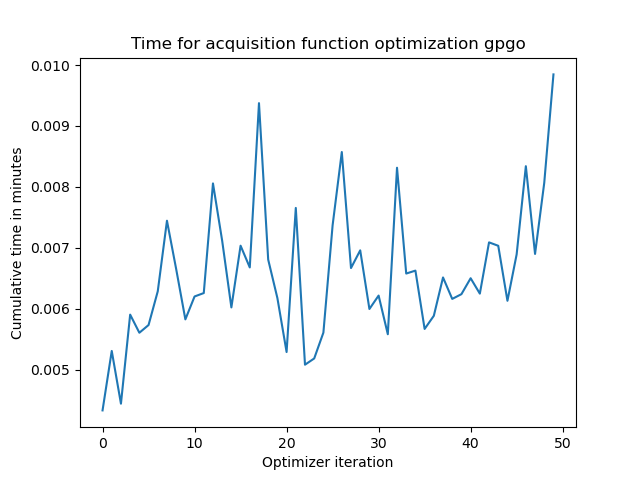 Time for acquisition function optimization gpgo
0.010
0.009
0.008
0.007
0.006
0.005
Cumulative time in minutes
0 10 20 30 40 50
Optimizer iteration